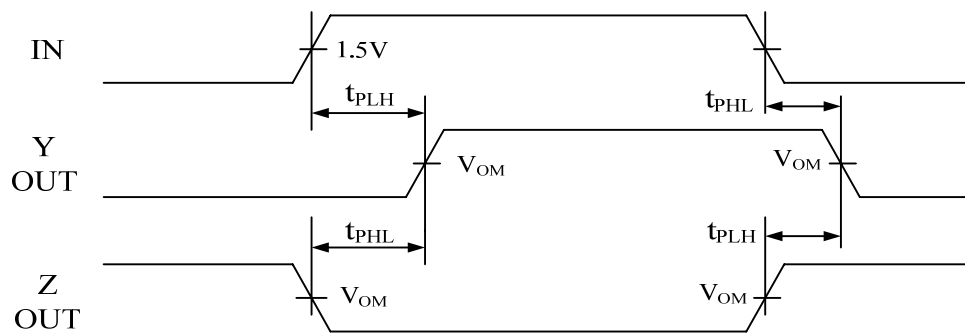 IN
1.5V
tPLH
tPHL
Y
OUT
VOM
VOM
tPHL
tPLH
Z
OUT
VOM
VOM